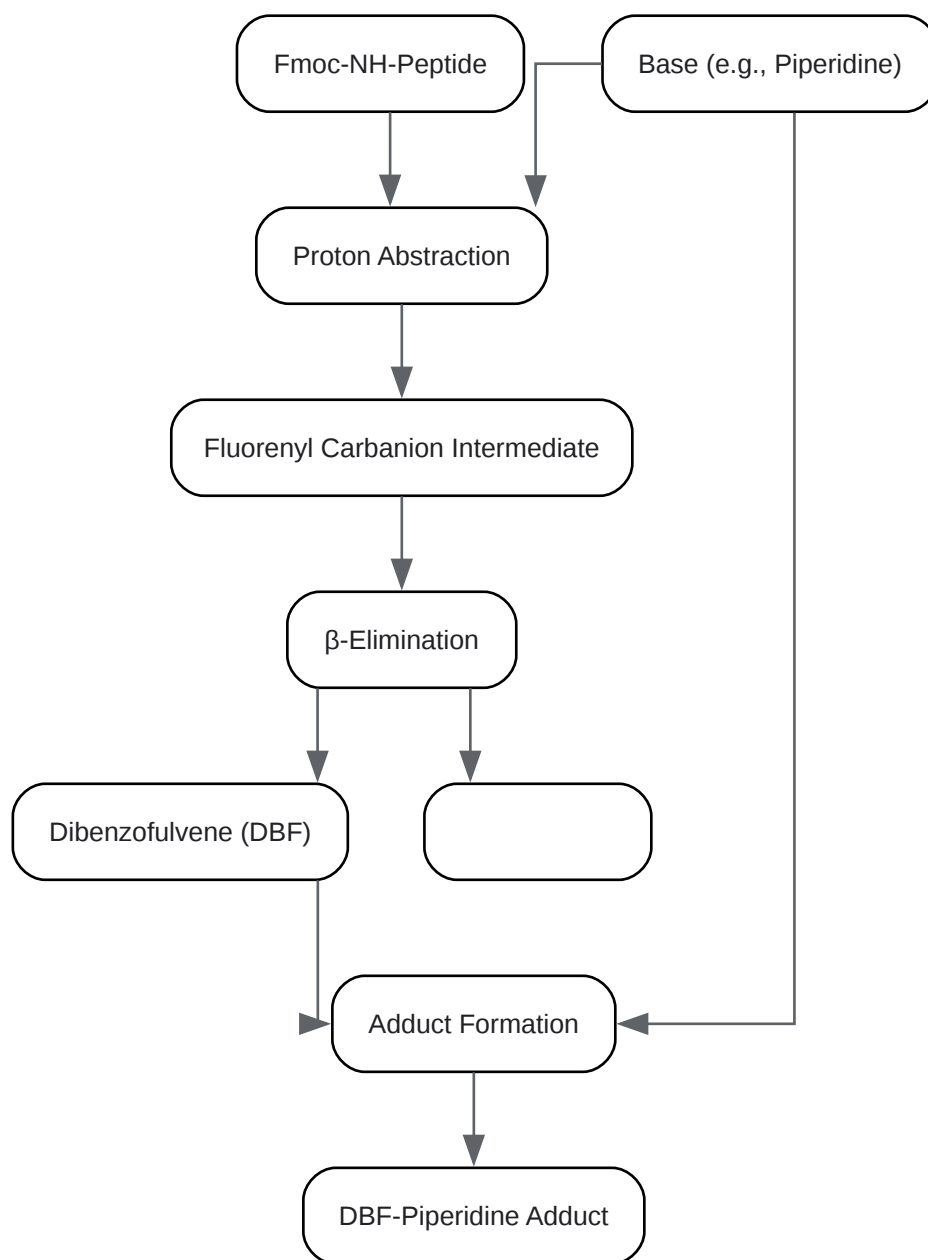 Fmoc-NH-Peptide
Base (e.g., Piperidine)
Proton Abstraction
Fluorenyl Carbanion Intermediate
β-Elimination
Dibenzofulvene (DBF)
Adduct Formation
DBF-Piperidine Adduct